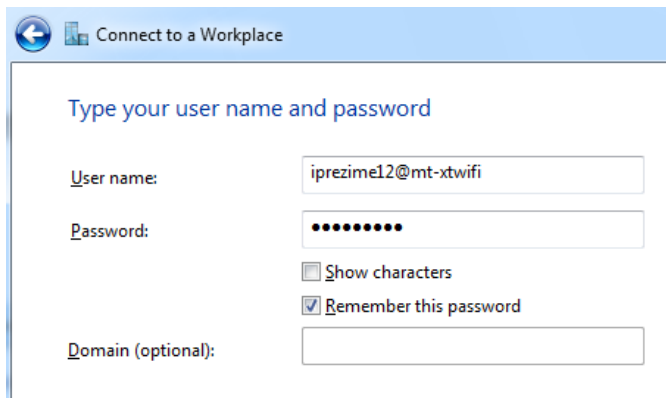 Connect to a Workplace
Type your user name and password
User name: iprezime12@mt-xtwifi
Password: •••••••••
Show characters
Remember this password
Domain (optional):